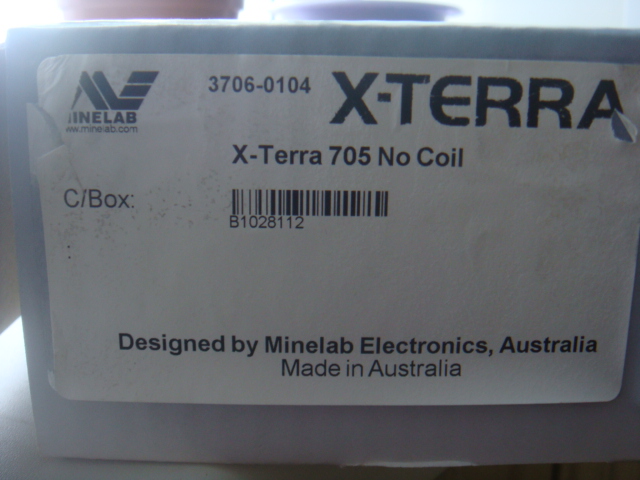 MINELAB
www.minelab.com
3706-0104
X-TERRA
X-Terra 705 No Coil
C/Box:
B1028112
Designed by Minelab Electronics, Australia
Made in Australia